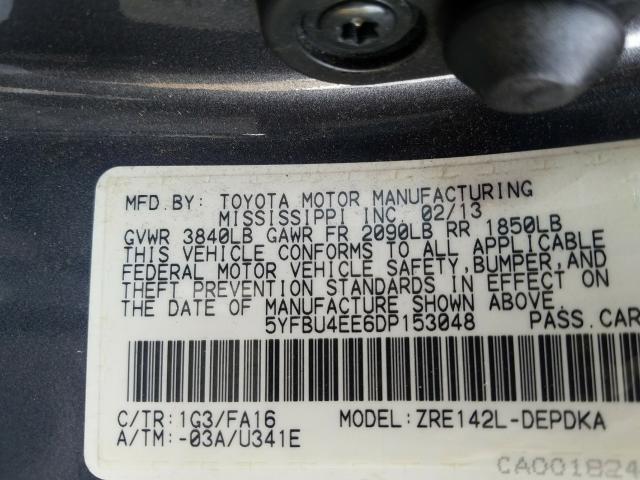 MFD.BY: TOYOTA MOTOR MANUFACTURING
MISSISSIPPI INC. 02/13
GVWR 3840LB GAWR FR 2090LB RR 1850LB
THIS VEHICLE CONFORMS TO ALL APPLICABLE
FEDERAL MOTOR VEHICLE SAFETY,BUMPER,AND
THEFT PREVENTION STANDARDS IN EFFECT ON
THE DATE OF MANUFACTURE SHOWN ABOVE.
5YFBU4EE6DP153048 PASS.CAR
C/TR:1G3/FA16 MODEL:ZRE142L-DEPDKA
A/TM:-03A/U341E
CA001824